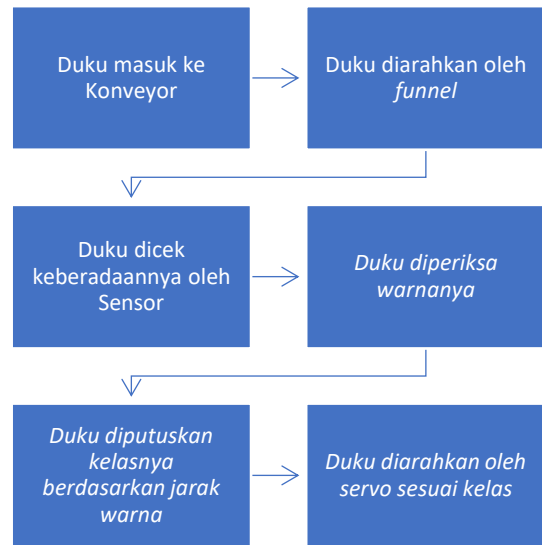 Duku masuk ke
Konveyor
Duku diarahkan oleh
funnel
Duku dicek
keberadaannya oleh
Sensor
Duku diperiksa
warnanya
Duku diputuskan
kelasnya
berdasarkan jarak
warna
Duku diarahkan oleh
servo sesuai kelas